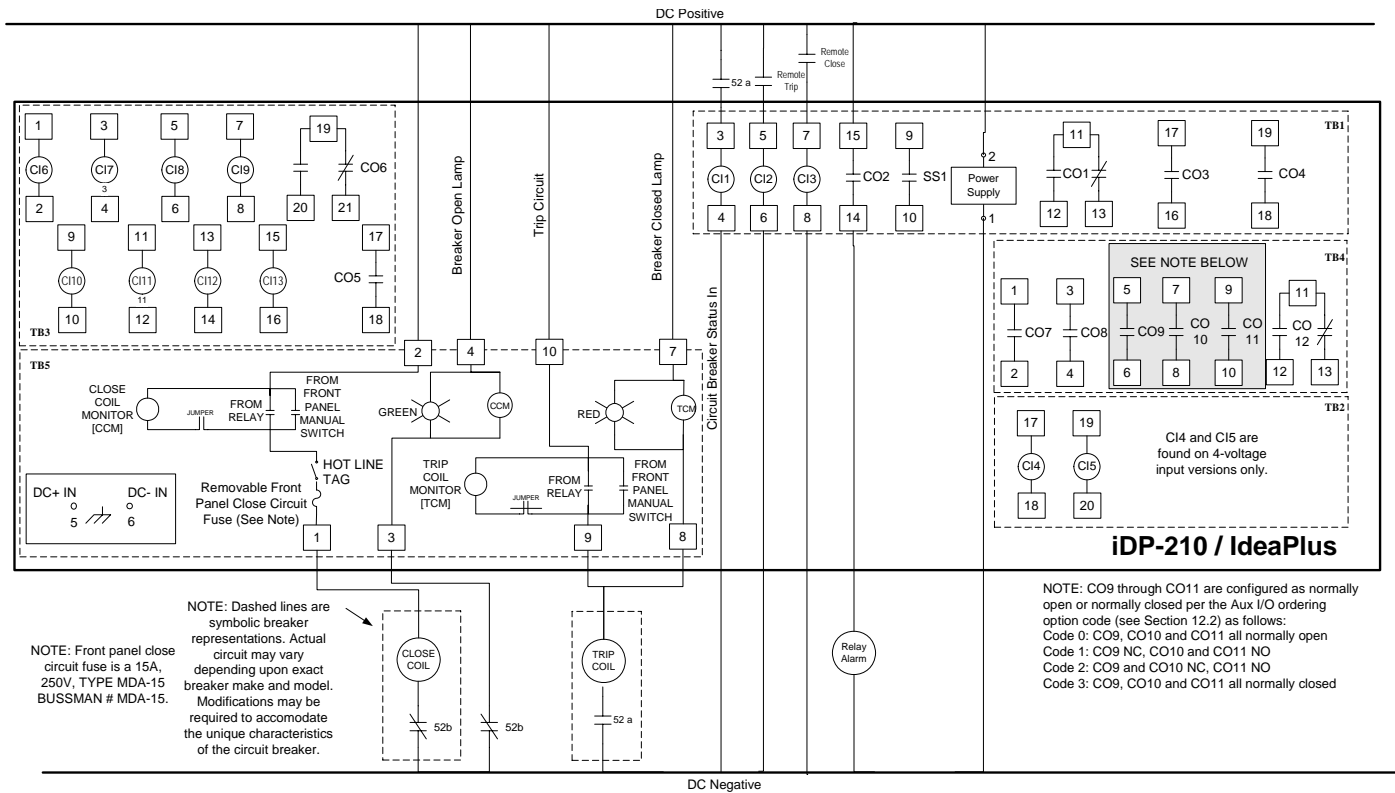 DC Positive
Remote
Close
52 a
Remote
Trip
1
3
5
7
19
CI6
CI7
CI8
CI9
CO6
3
2
4
6
8
20
21
9
11
13
15
17
CI10
CI11
CI12
CI13
CO5
11
10
12
14
16
18
TB3
Breaker Open Lamp
Trip Circuit
Breaker Closed Lamp
Circuit Breaker Status In
TB1
3
5
7
15
9
2
11
17
19
CI1
CI2
CI3
CO2
SS1
Power
Supply
CO1
CO3
CO4
4
6
8
14
10
1
12
13
16
18
TB4
SEE NOTE BELOW
1
3
5
7
9
11
CO7
CO8
CO9
CO
10
CO
11
CO
12
2
4
6
8
10
12
13
TB2
17
19
CI4
CI5
18
20
CI4 and CI5 are
found on 4-voltage
input versions only.
TB5
2
4
10
7
CLOSE
COIL
MONITOR
[CCM]
JUMPER
FROM
RELAY
FROM
FRONT
PANEL
MANUAL
SWITCH
GREEN
CCM
RED
TCM
HOT LINE
TAG
Removable Front
Panel Close Circuit
Fuse (See Note)
TRIP
COIL
MONITOR
[TCM]
JUMPER
FROM
RELAY
FROM
FRONT
PANEL
MANUAL
SWITCH
DC+ IN
DC- IN
5
6
1
3
9
8
iDP-210 / IdeaPlus
NOTE: Front panel close
circuit fuse is a 15A,
250V, TYPE MDA-15
BUSSMAN # MDA-15.
NOTE: Dashed lines are
symbolic breaker
representations. Actual
circuit may vary
depending upon exact
breaker make and model.
Modifications may be
required to accomodate
the unique characteristics
of the circuit breaker.
CLOSE
COIL
52b
52b
TRIP
COIL
52 a
Relay
Alarm
NOTE: CO9 through CO11 are configured as normally
open or normally closed per the Aux I/O ordering
option code (see Section 12.2) as follows:
Code 0: CO9, CO10 and CO11 all normally open
Code 1: CO9 NC, CO10 and CO11 NO
Code 2: CO9 and CO10 NC, CO11 NO
Code 3: CO9, CO10 and CO11 all normally closed
DC Negative